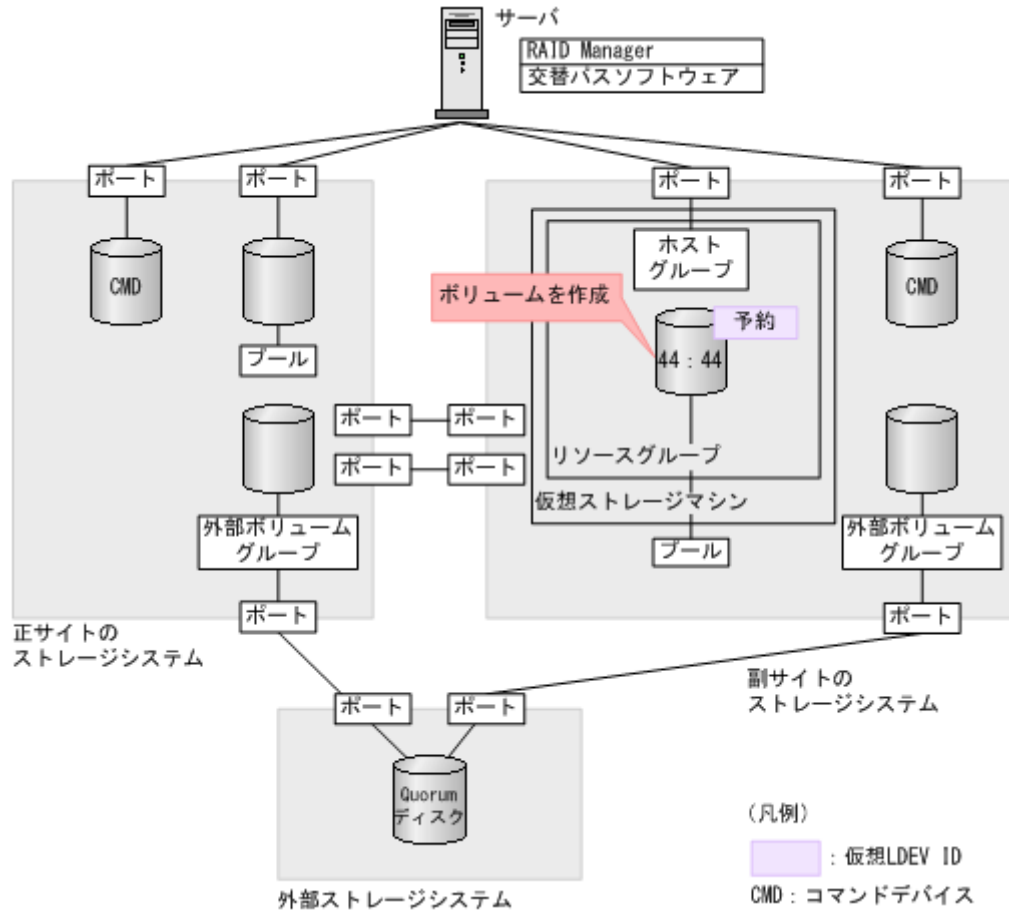 サーバ
RAID Manager
交替パスソフトウェア
ポート
ポート
ポート
ポート
CMD
ホスト
グループ
CMD
ボリュームを作成
予約
44:44
プール
ポート
ポート
ポート
ポート
リソースグループ
仮想ストレージマシン
外部ボリューム
グループ
プール
外部ボリューム
グループ
ポート
ポート
正サイトの
ストレージシステム
副サイトの
ストレージシステム
ポート
ポート
Quorum
ディスク
(凡例)
:仮想LDEV ID
CMD:コマンドデバイス
外部ストレージシステム